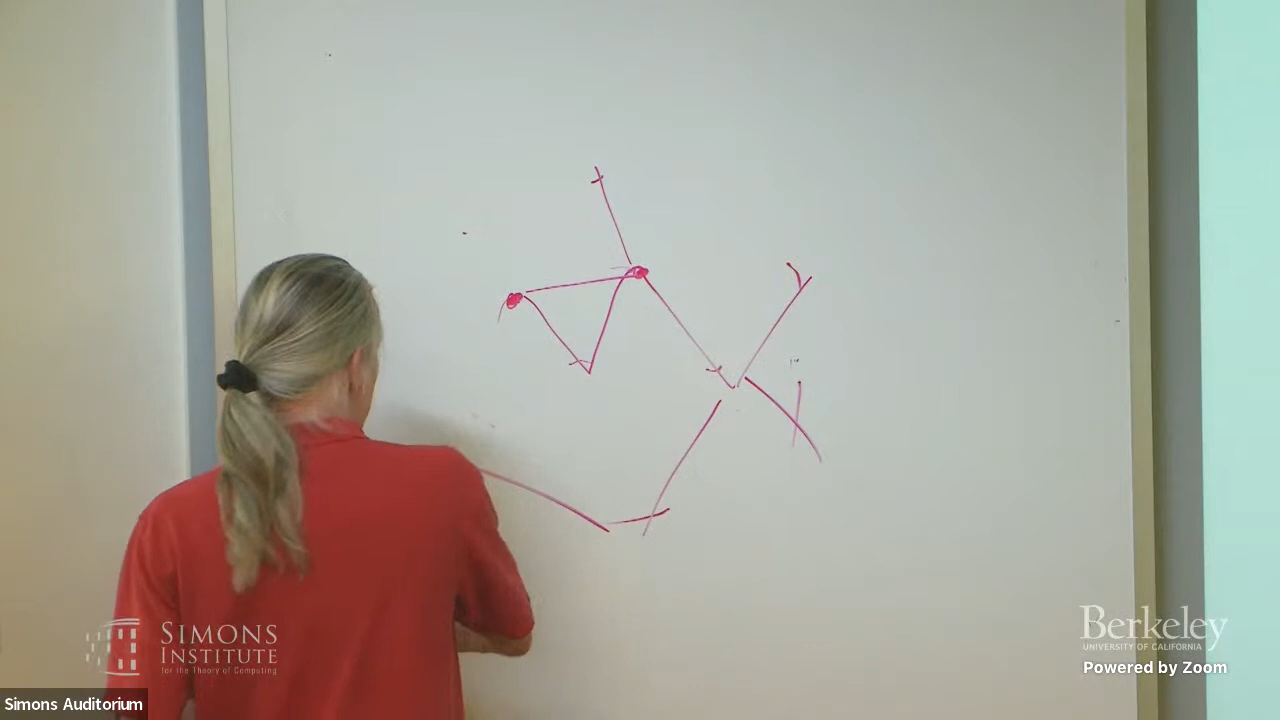 SIMONS
INSTITUTE
for the Theory of Computing
Simons Auditorium
Berkeley
UNIVERSITY OF CALIFORNIA
Powered by Zoom